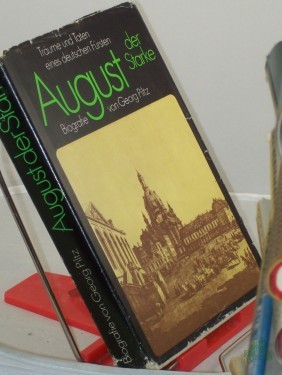 Träume und Taten
eines deutschen Fürsten
August
der
Starke
Biografie
von Georg Piltz
August der Star
Biografie von Georg Piltz